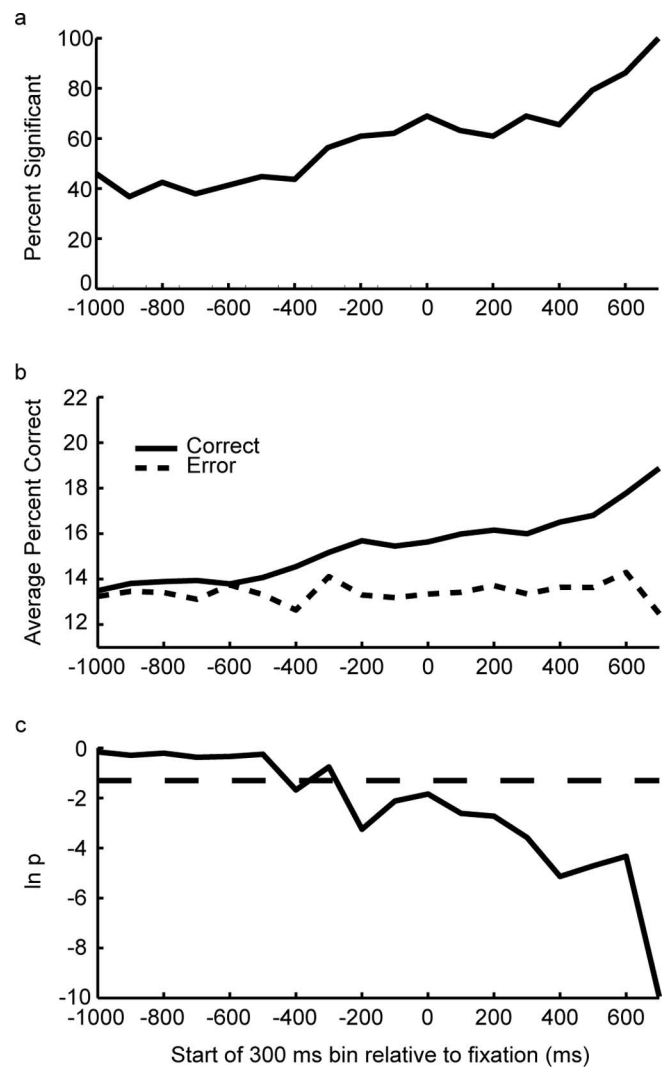 a
100
80
60
40
20
0
Percent Significant
-1000 -800 -600 -400 -200 0 200 400 600
b
22
20
18
16
14
12
Average Percent Correct
Correct
Error
-1000 -800 -600 -400 -200 0 200 400 600
c
0
-2
-4
-6
-8
-10
ln p
-1000 -800 -600 -400 -200 0 200 400 600
Start of 300 ms bin relative to fixation (ms)